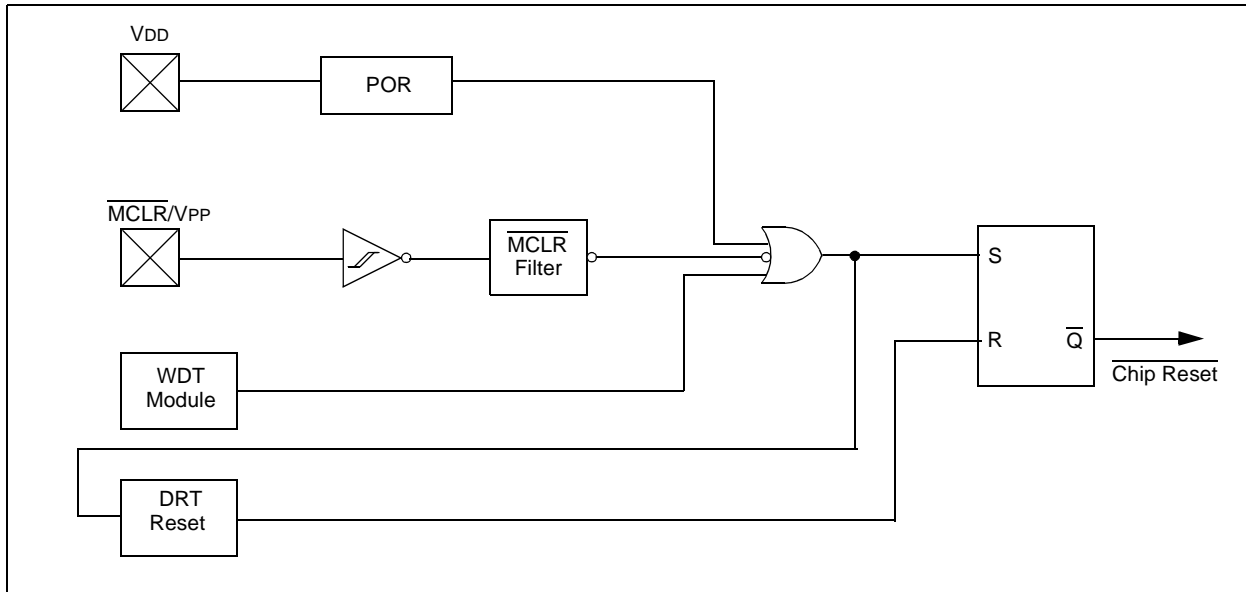 VDD
POR
MCLR/VPP
MCLR
Filter
S
R
Q
Chip Reset
WDT
Module
DRT
Reset